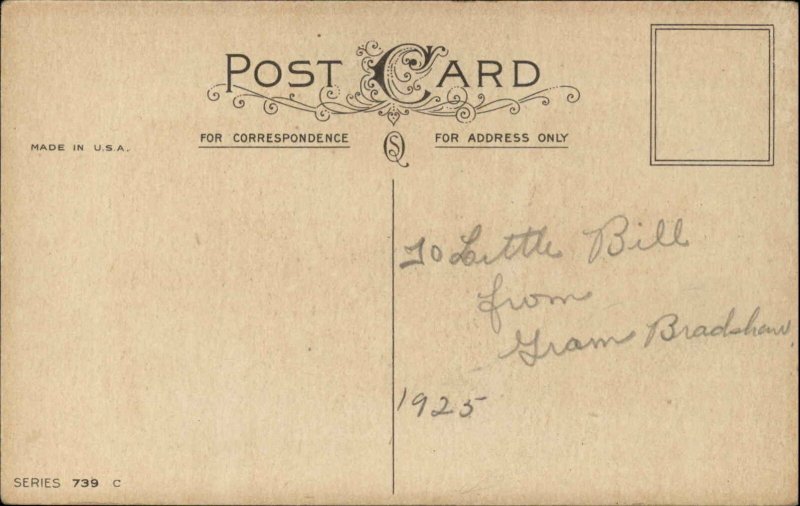 POST CARD
FOR CORRESPONDENCE
FOR ADDRESS ONLY
MADE IN U.S.A.
To Little Bill
from
Gram Bradshaw.
1925
SERIES 739 C